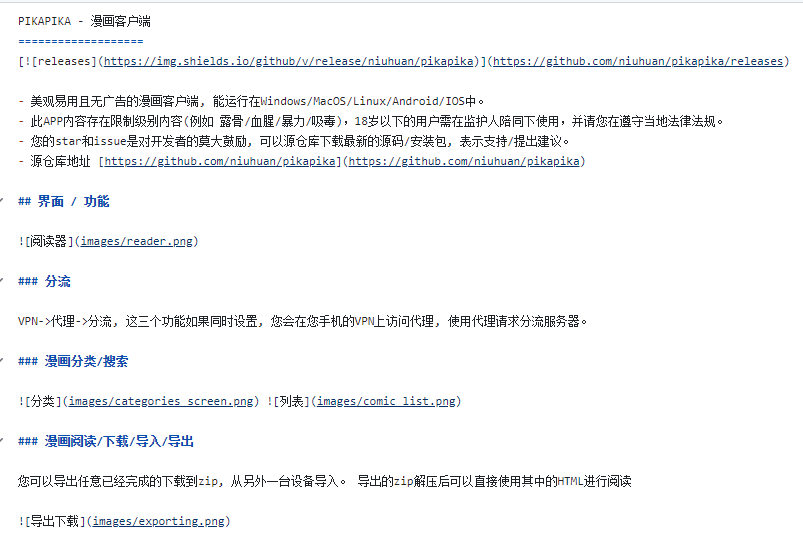 PIKAPIKA - 漫画客户端
===================
[![releases](https://img.shields.io/github/v/release/niuhuan/pikapika)](https://github.com/niuhuan/pikapika/releases)
- 美观易用且无广告的漫画客户端, 能运行在Windows/MacOS/Linux/Android/IOS中。
- 此APP内容存在限制级别内容(例如 露骨/血腥/暴力/吸毒)，18岁以下的用户需在监护人陪同下使用，并请您在遵守当地法律法规。
- 您的star和issue是对开发者的莫大鼓励, 可以源仓库下载最新的源码/安装包, 表示支持/提出建议。
- 源仓库地址 [https://github.com/niuhuan/pikapika](https://github.com/niuhuan/pikapika)
## 界面 / 功能
![阅读器](images/reader.png)
### 分流
VPN->代理->分流, 这三个功能如果同时设置, 您会在您手机的VPN上访问代理, 使用代理请求分流服务器。
### 漫画分类/搜索
![分类](images/categories_screen.png) ![列表](images/comic_list.png)
### 漫画阅读/下载/导入/导出
您可以导出任意已经完成的下载到zip, 从另外一台设备导入。 导出的zip解压后可以直接使用其中的HTML进行阅读
![导出下载](images/exporting.png)